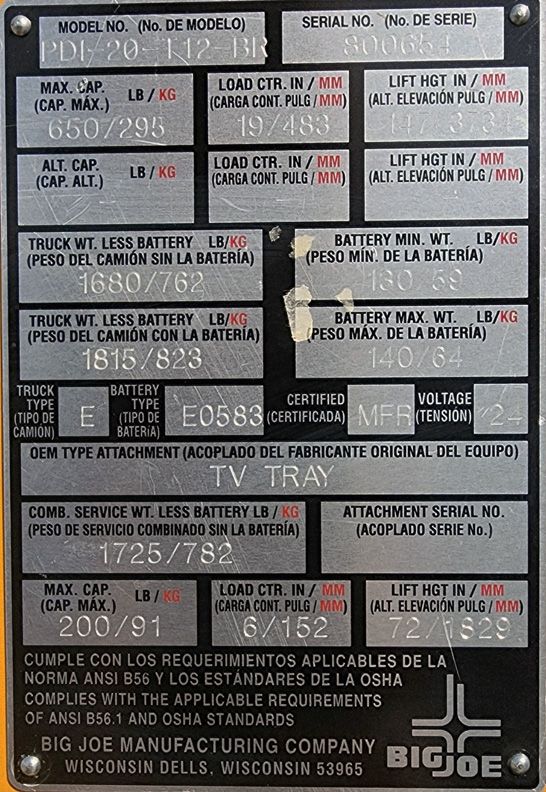 MODEL NO. (No. DE MODELO)
PDI-20-T12-BR
SERIAL NO. (No. DE SERIE)
800654
MAX. CAP. LB / KG
(CAP. MÁX.)
650/295
LOAD CTR. IN / MM
(CARGA CONT. PULG / MM)
19/483
LIFT HGT IN / MM
(ALT. ELEVACIÓN PULG / MM)
ALT. CAP. LB / KG
(CAP. ALT.)
LOAD CTR. IN / MM
(CARGA CONT. PULG / MM)
LIFT HGT IN / MM
(ALT. ELEVACIÓN PULG / MM)
TRUCK WT. LESS BATTERY LB/KG
(PESO DEL CAMIÓN SIN LA BATERÍA)
1680/762
BATTERY MIN. WT. LB/KG
(PESO MÍN. DE LA BATERÍA)
130/59
TRUCK WT. LESS BATTERY LB/KG
(PESO DEL CAMIÓN CON LA BATERÍA)
1815/823
BATTERY MAX. WT. LB/KG
(PESO MÁX. DE LA BATERÍA)
140/64
TRUCK TYPE (TIPO DE CAMIÓN) E
BATTERY TYPE (TIPO DE BATERíA) E0583
CERTIFIED (CERTIFICADA) MFR
VOLTAGE (TENSIÓN) 24
OEM TYPE ATTACHMENT (ACOPLADO DEL FABRICANTE ORIGINAL DEL EQUIPO)
TV TRAY
COMB. SERVICE WT. LESS BATTERY LB / KG
(PESO DE SERVICIO COMBINADO SIN LA BATERÍA)
1725/782
ATTACHMENT SERIAL NO.
(ACOPLADO SERIE No.)
MAX. CAP. LB / KG
(CAP. MÁX.)
200/91
LOAD CTR. IN / MM
(CARGA CONT. PULG / MM)
6/152
LIFT HGT IN / MM
(ALT. ELEVACIÓN PULG / MM)
72/1829
CUMPLE CON LOS REQUERIMIENTOS APLICABLES DE LA
NORMA ANSI B56 Y LOS ESTÁNDARES DE LA OSHA
COMPLIES WITH THE APPLICABLE REQUIREMENTS
OF ANSI B56.1 AND OSHA STANDARDS
BIG JOE MANUFACTURING COMPANY
WISCONSIN DELLS, WISCONSIN 53965
BIG JOE